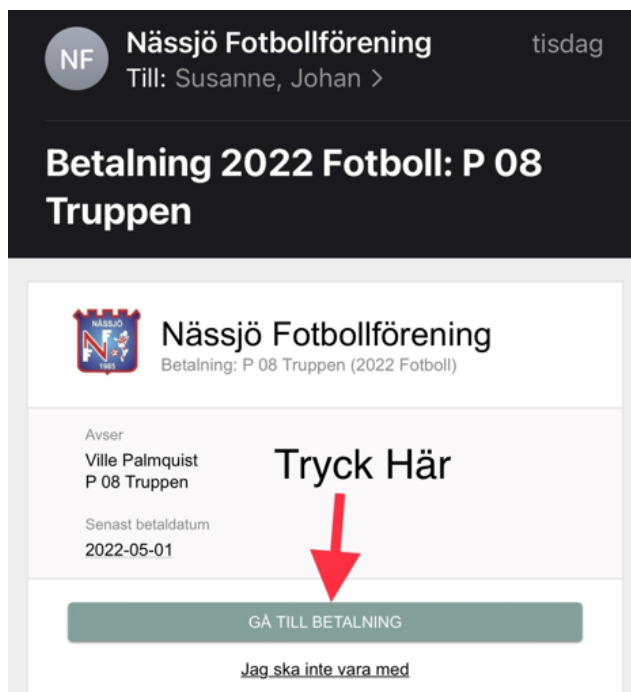 NF
Nässjö Fotbollförening
tisdag
Till: Susanne, Johan >
Betalning 2022 Fotboll: P 08
Truppen
NÄSSJÖ
N F F
1985
Nässjö Fotbollförening
Betalning: P 08 Truppen (2022 Fotboll)
Avser
Ville Palmquist
P 08 Truppen
Tryck Här
Senast betaldatum
2022-05-01
GÅ TILL BETALNING
Jag ska inte vara med